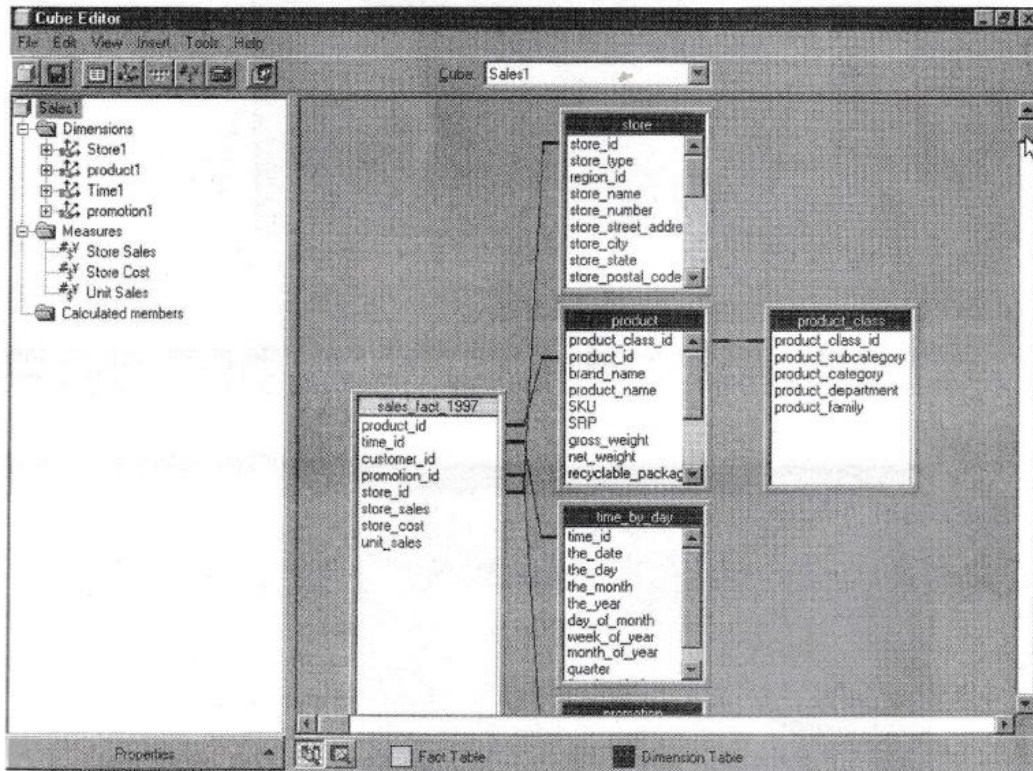 Cube Editor
File Edit View Insert Tools Help
Cube: Sales1
Sales1
Dimensions
Store1
product1
Time1
promotion1
Measures
Store Sales
Store Cost
Unit Sales
Calculated members
store
store_id
store_type
region_id
store_name
store_number
store_street_addre
store_city
store_state
store_postal_code
product
product_class_id
product_id
brand_name
product_name
SKU
SRP
gross_weight
net_weight
recyclable_packag
product_class
product_class_id
product_subcategory
product_category
product_department
product_family
sales_fact_1997
product_id
time_id
customer_id
promotion_id
store_id
store_sales
store_cost
unit_sales
time_by_day
time_id
the_date
the_day
the_month
the_year
day_of_month
week_of_year
month_of_year
quarter
promotion
Properties
Fact Table
Dimension Table